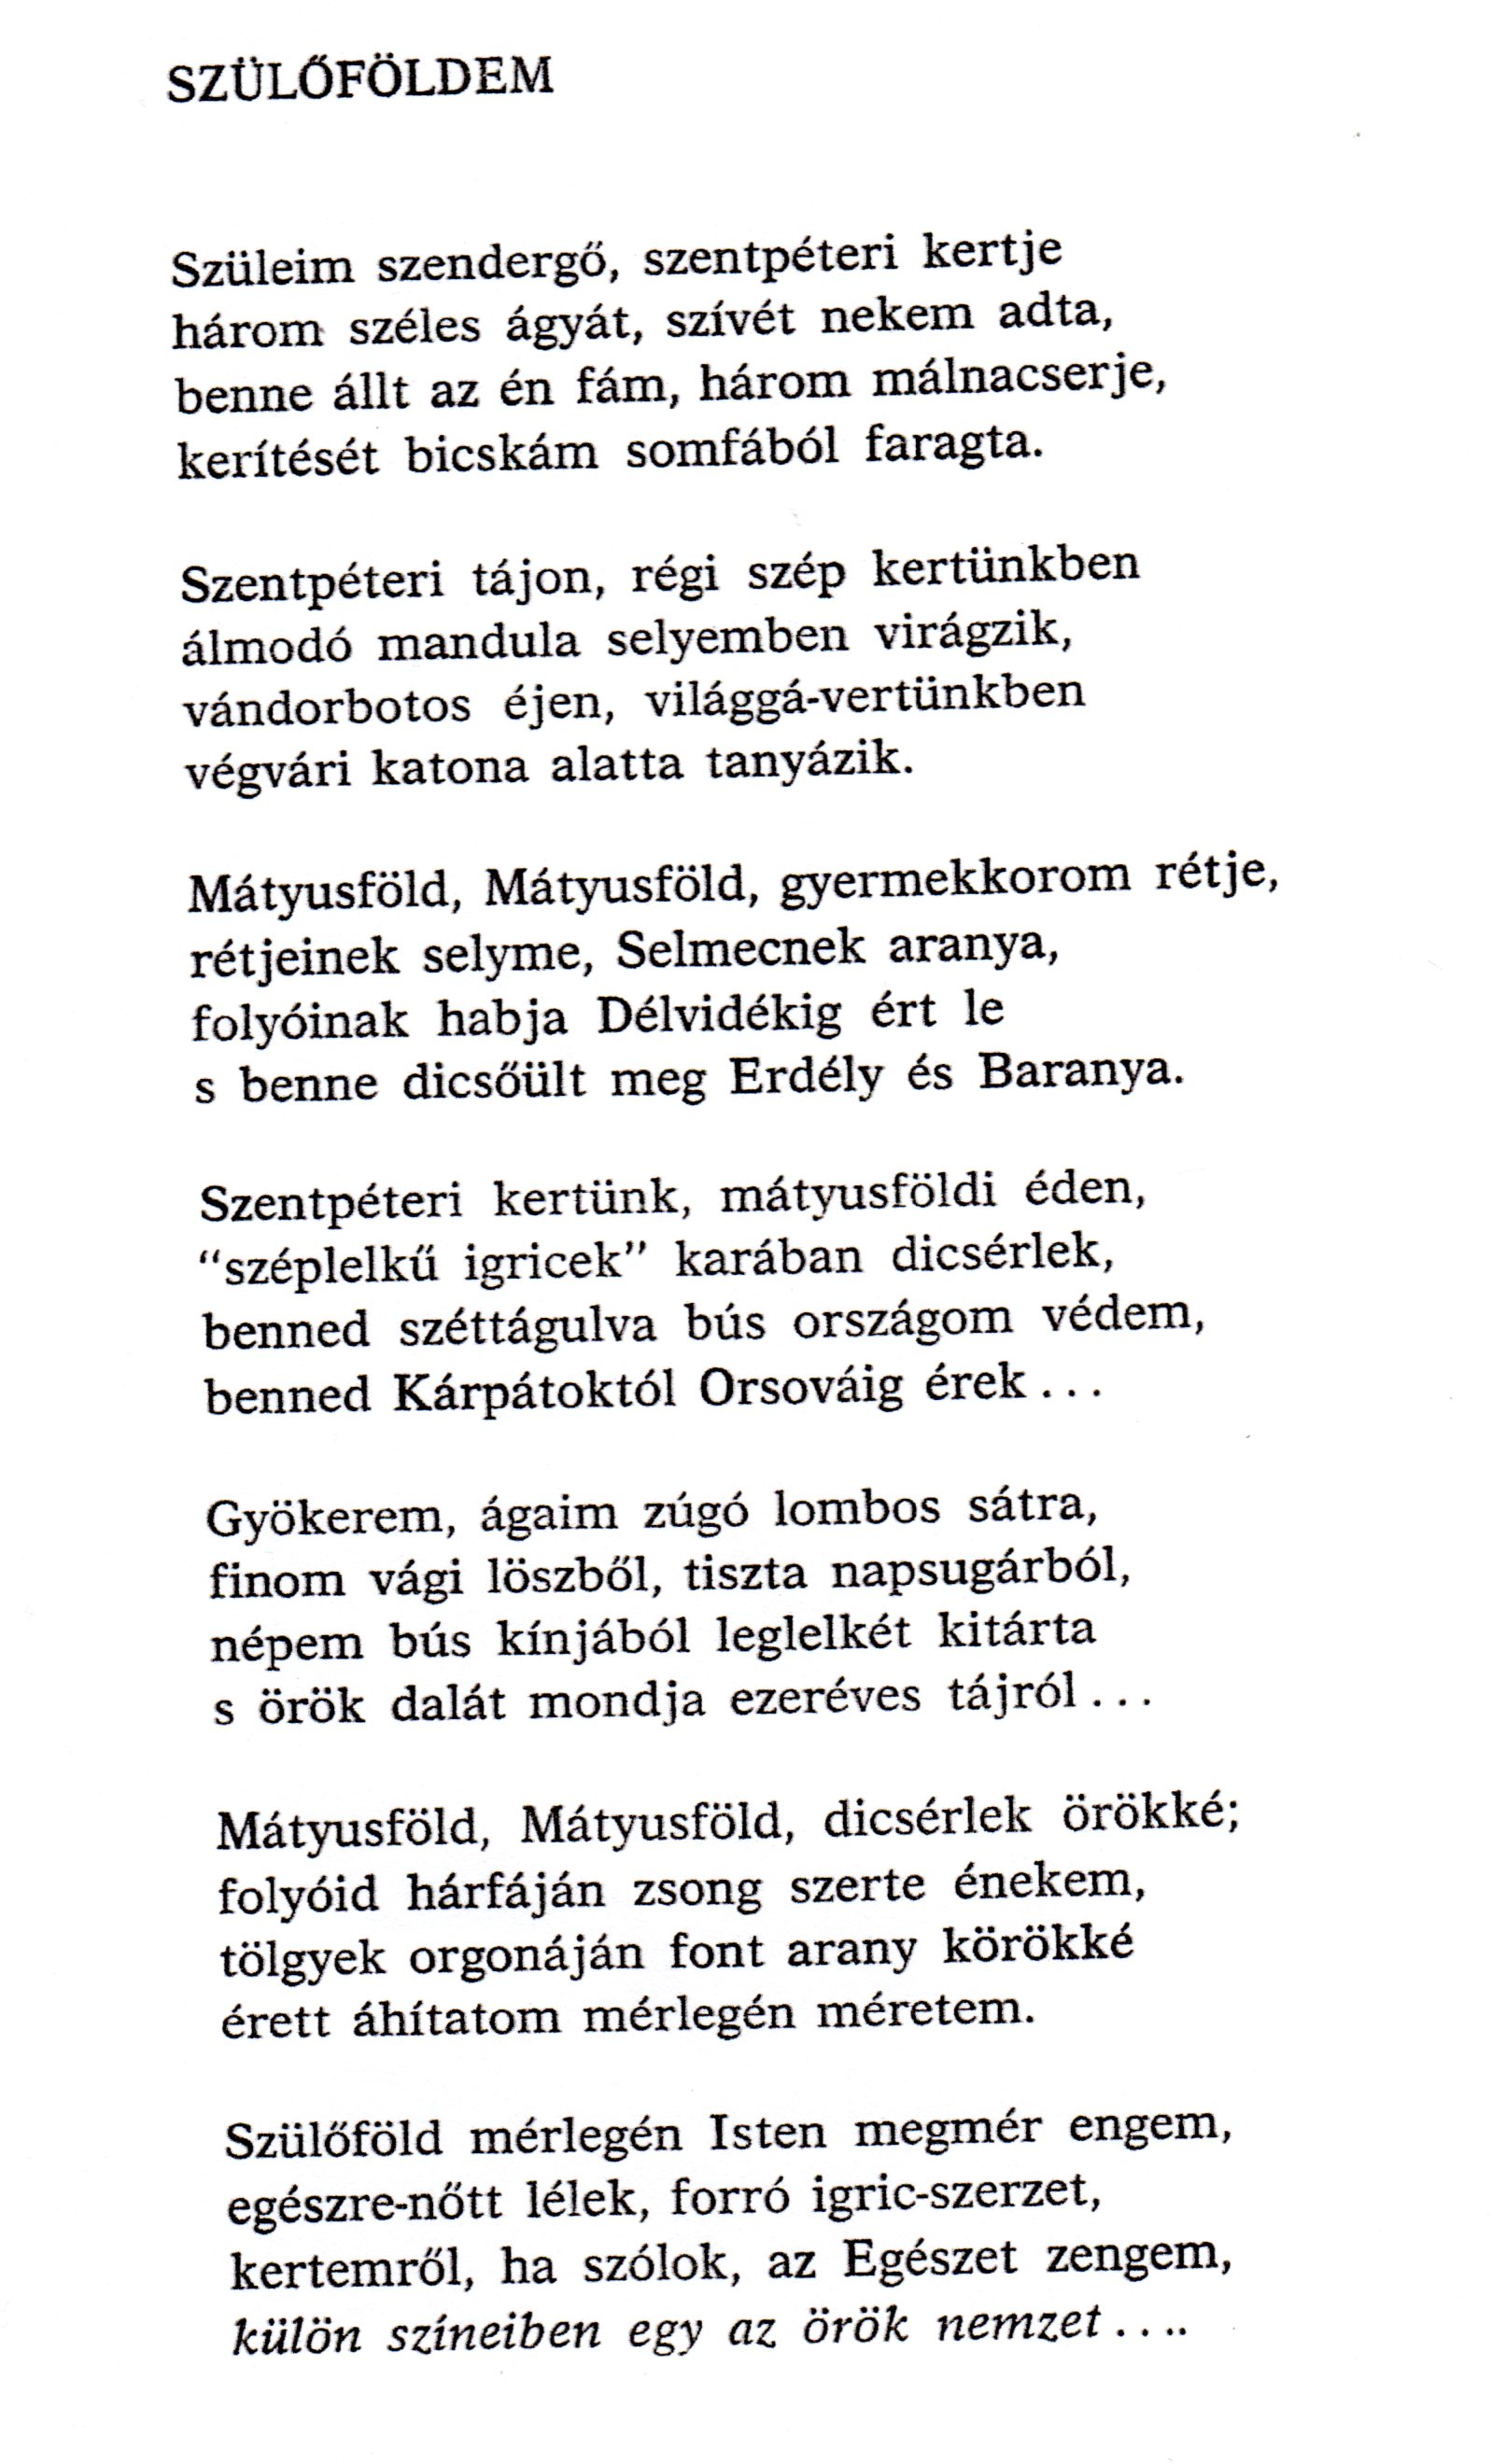 SZÜLŐFÖLDEM
Szüleim szendergő, szentpéteri kertje
három széles ágyát, szívét nekem adta,
benne állt az én fám, három málnacserje,
kerítését bicskám somfából faragta.
Szentpéteri tájon, régi szép kertünkben
álmodó mandula selyemben virágzik,
vándorbotos éjen, világgá-vertünkben
végvári katona alatta tanyázik.
Mátyusföld, Mátyusföld, gyermekkorom rétje,
rétjeinek selyme, Selmecnek aranya,
folyóinak habja Délvidékig ért le
s benne dicsőült meg Erdély és Baranya.
Szentpéteri kertünk, mátyusföldi éden,
“széplelkű igricek” karában dicsérlek,
benned széttágulva bús országom védem,
benned Kárpátoktól Orsováig érek...
Gyökerem, ágaim zúgó lombos sátra,
finom vági löszből, tiszta napsugárból,
népem bús kínjából leglelkét kitárta
s örök dalát mondja ezeréves tájról...
Mátyusföld, Mátyusföld, dicsérlek örökké;
folyóid hárfáján zsong szerte énekem,
tölgyek orgonáján font arany körökké
érett áhítatom mérlegén méretem.
Szülőföld mérlegén Isten megmér engem,
egészre-nőtt lélek, forró igric-szerzet,
kertemről, ha szólok, az Egészet zengem,
külön színeiben egy az örök nemzet....